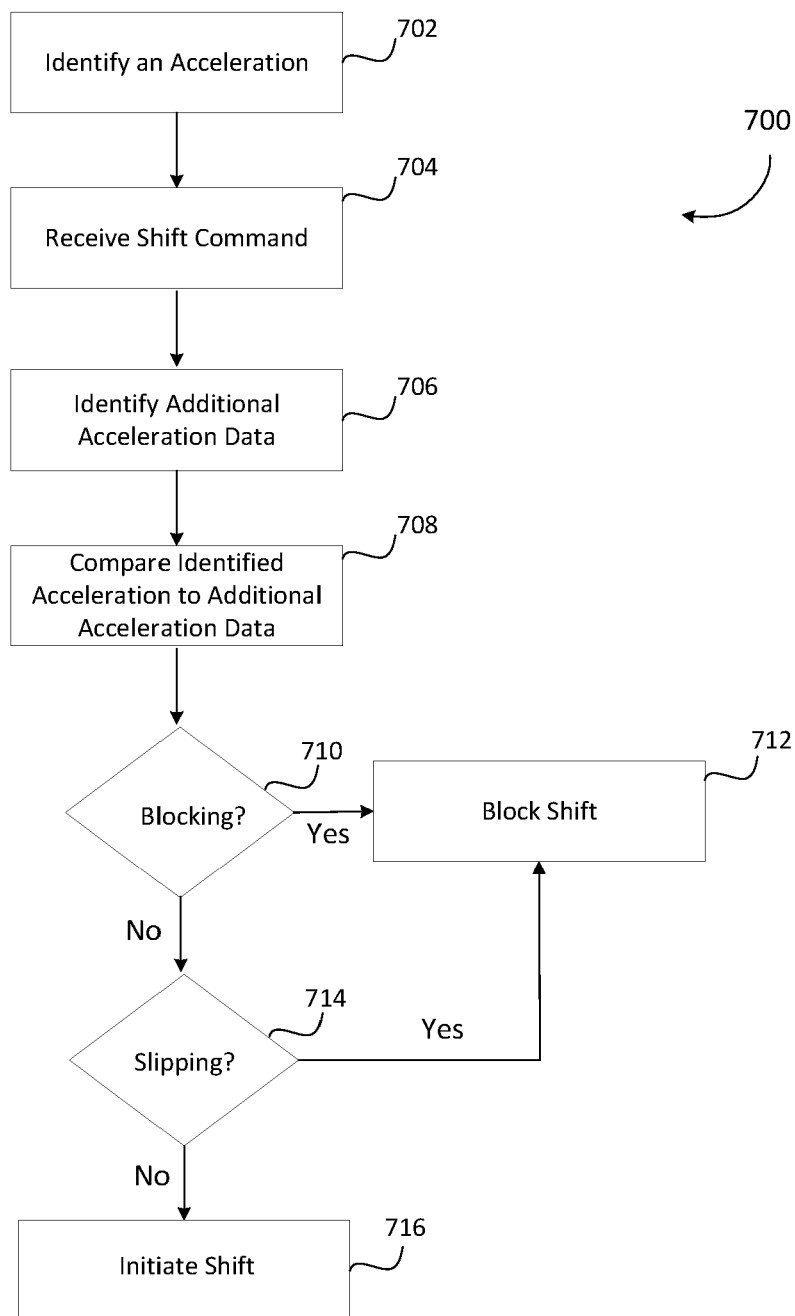 702
Identify an Acceleration
700
704
Receive Shift Command
706
Identify Additional
Acceleration Data
708
Compare Identified
Acceleration to Additional
Acceleration Data
710
712
Blocking?
Yes
Block Shift
No
714
Yes
Slipping?
No
716
Initiate Shift